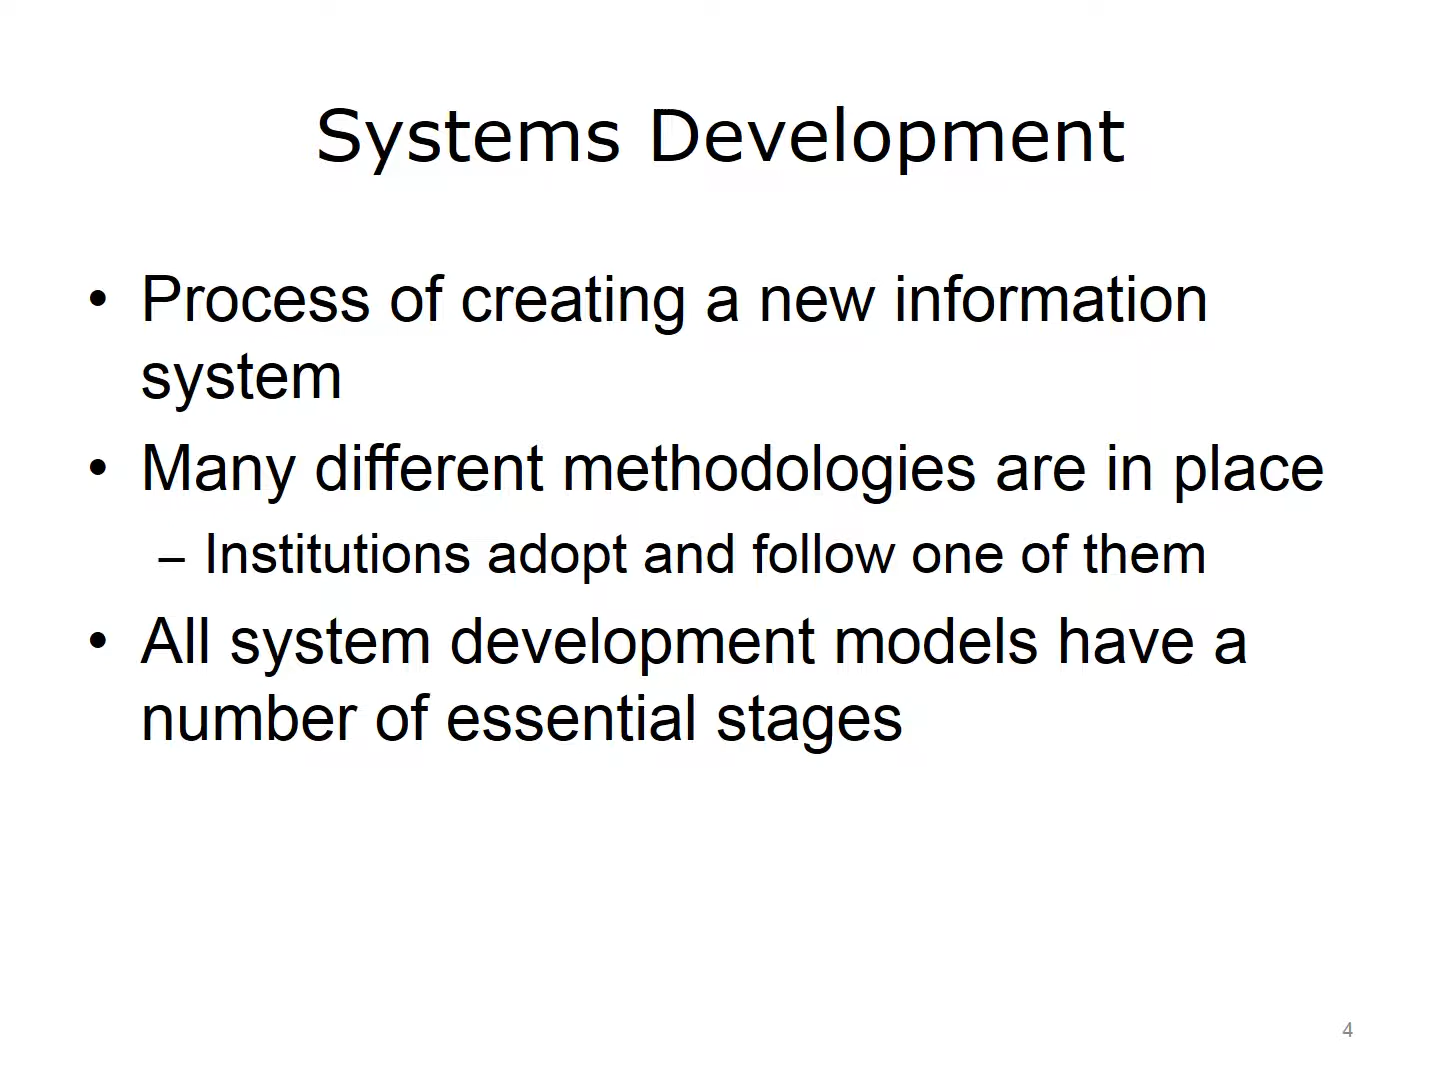 Systems Development
• Process of creating a new information
system
• Many different methodologies are in place
– Institutions adopt and follow one of them
• All system development models have a
number of essential stages
4